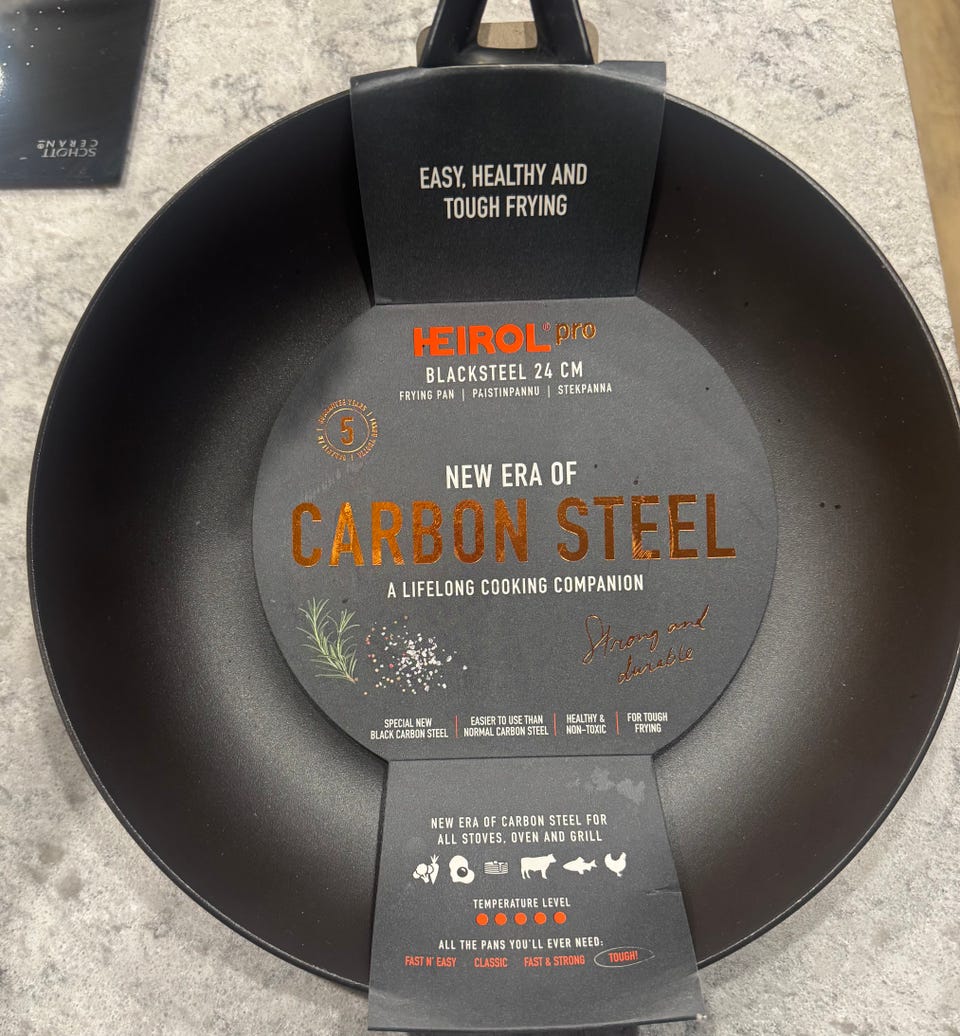 SCHOTT
CERAN®
EASY, HEALTHY AND
TOUGH FRYING
HEIROL® pro
BLACKSTEEL 24 CM
FRYING PAN | PAISTINPANNU | STEKPANNA
5
NEW ERA OF
CARBON STEEL
A LIFELONG COOKING COMPANION
Strong and
durable
SPECIAL NEW
BLACK CARBON STEEL
EASIER TO USE THAN
NORMAL CARBON STEEL
HEALTHY &
NON-TOXIC
FOR TOUGH
FRYING
NEW ERA OF CARBON STEEL FOR
ALL STOVES, OVEN AND GRILL
TEMPERATURE LEVEL
ALL THE PANS YOU'LL EVER NEED:
FAST N' EASY CLASSIC FAST & STRONG TOUGH!